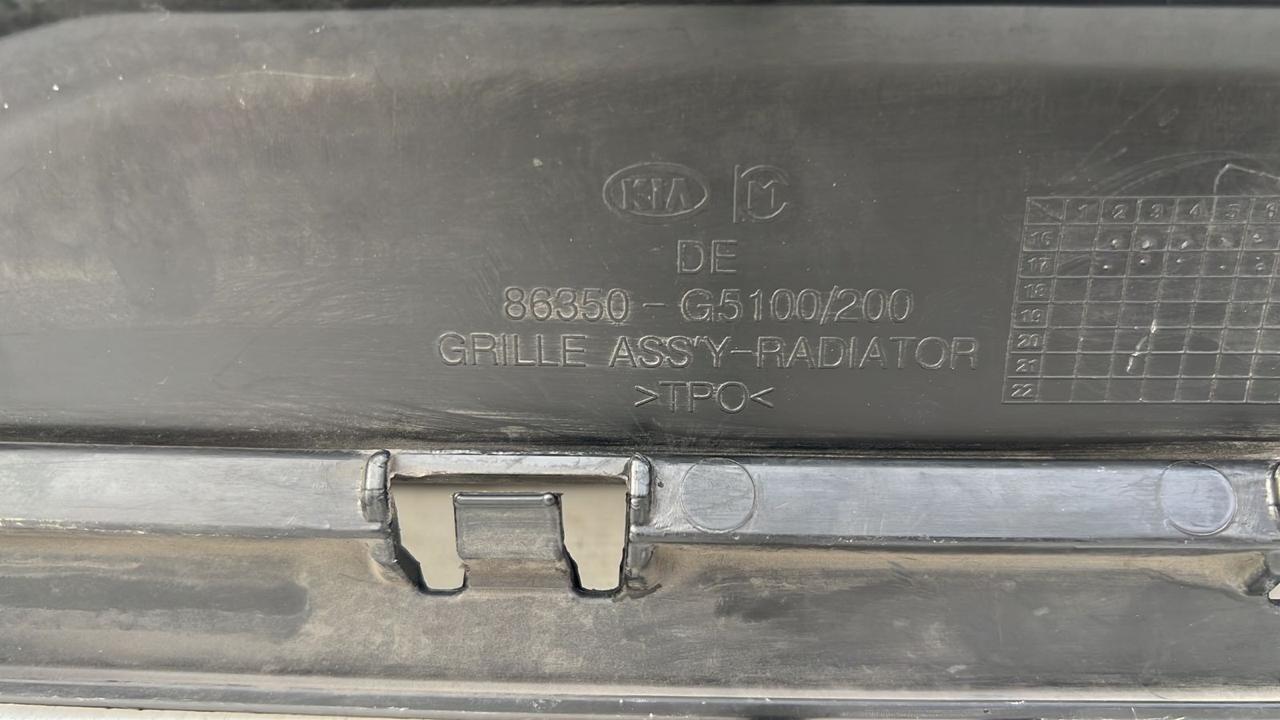 KIA M
DE
86350 - G5100/200
GRILLE ASS'Y-RADIATOR
>TPO<
1 2 3 4 5 6
16
17
18
19
20
21
22